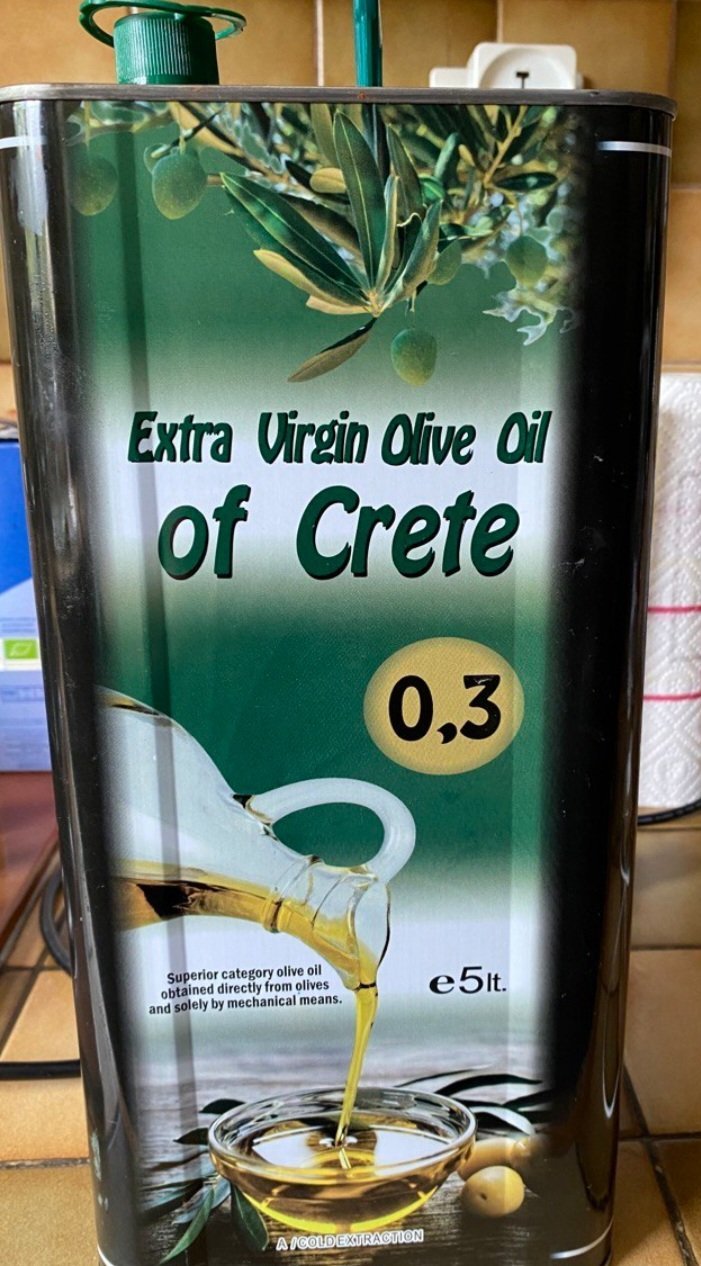 Extra Virgin Olive Oil
of Crete
0,3
Superior category olive oil
obtained directly from olives
and solely by mechanical means.
e5lt.
A / COLD EXTRACTION